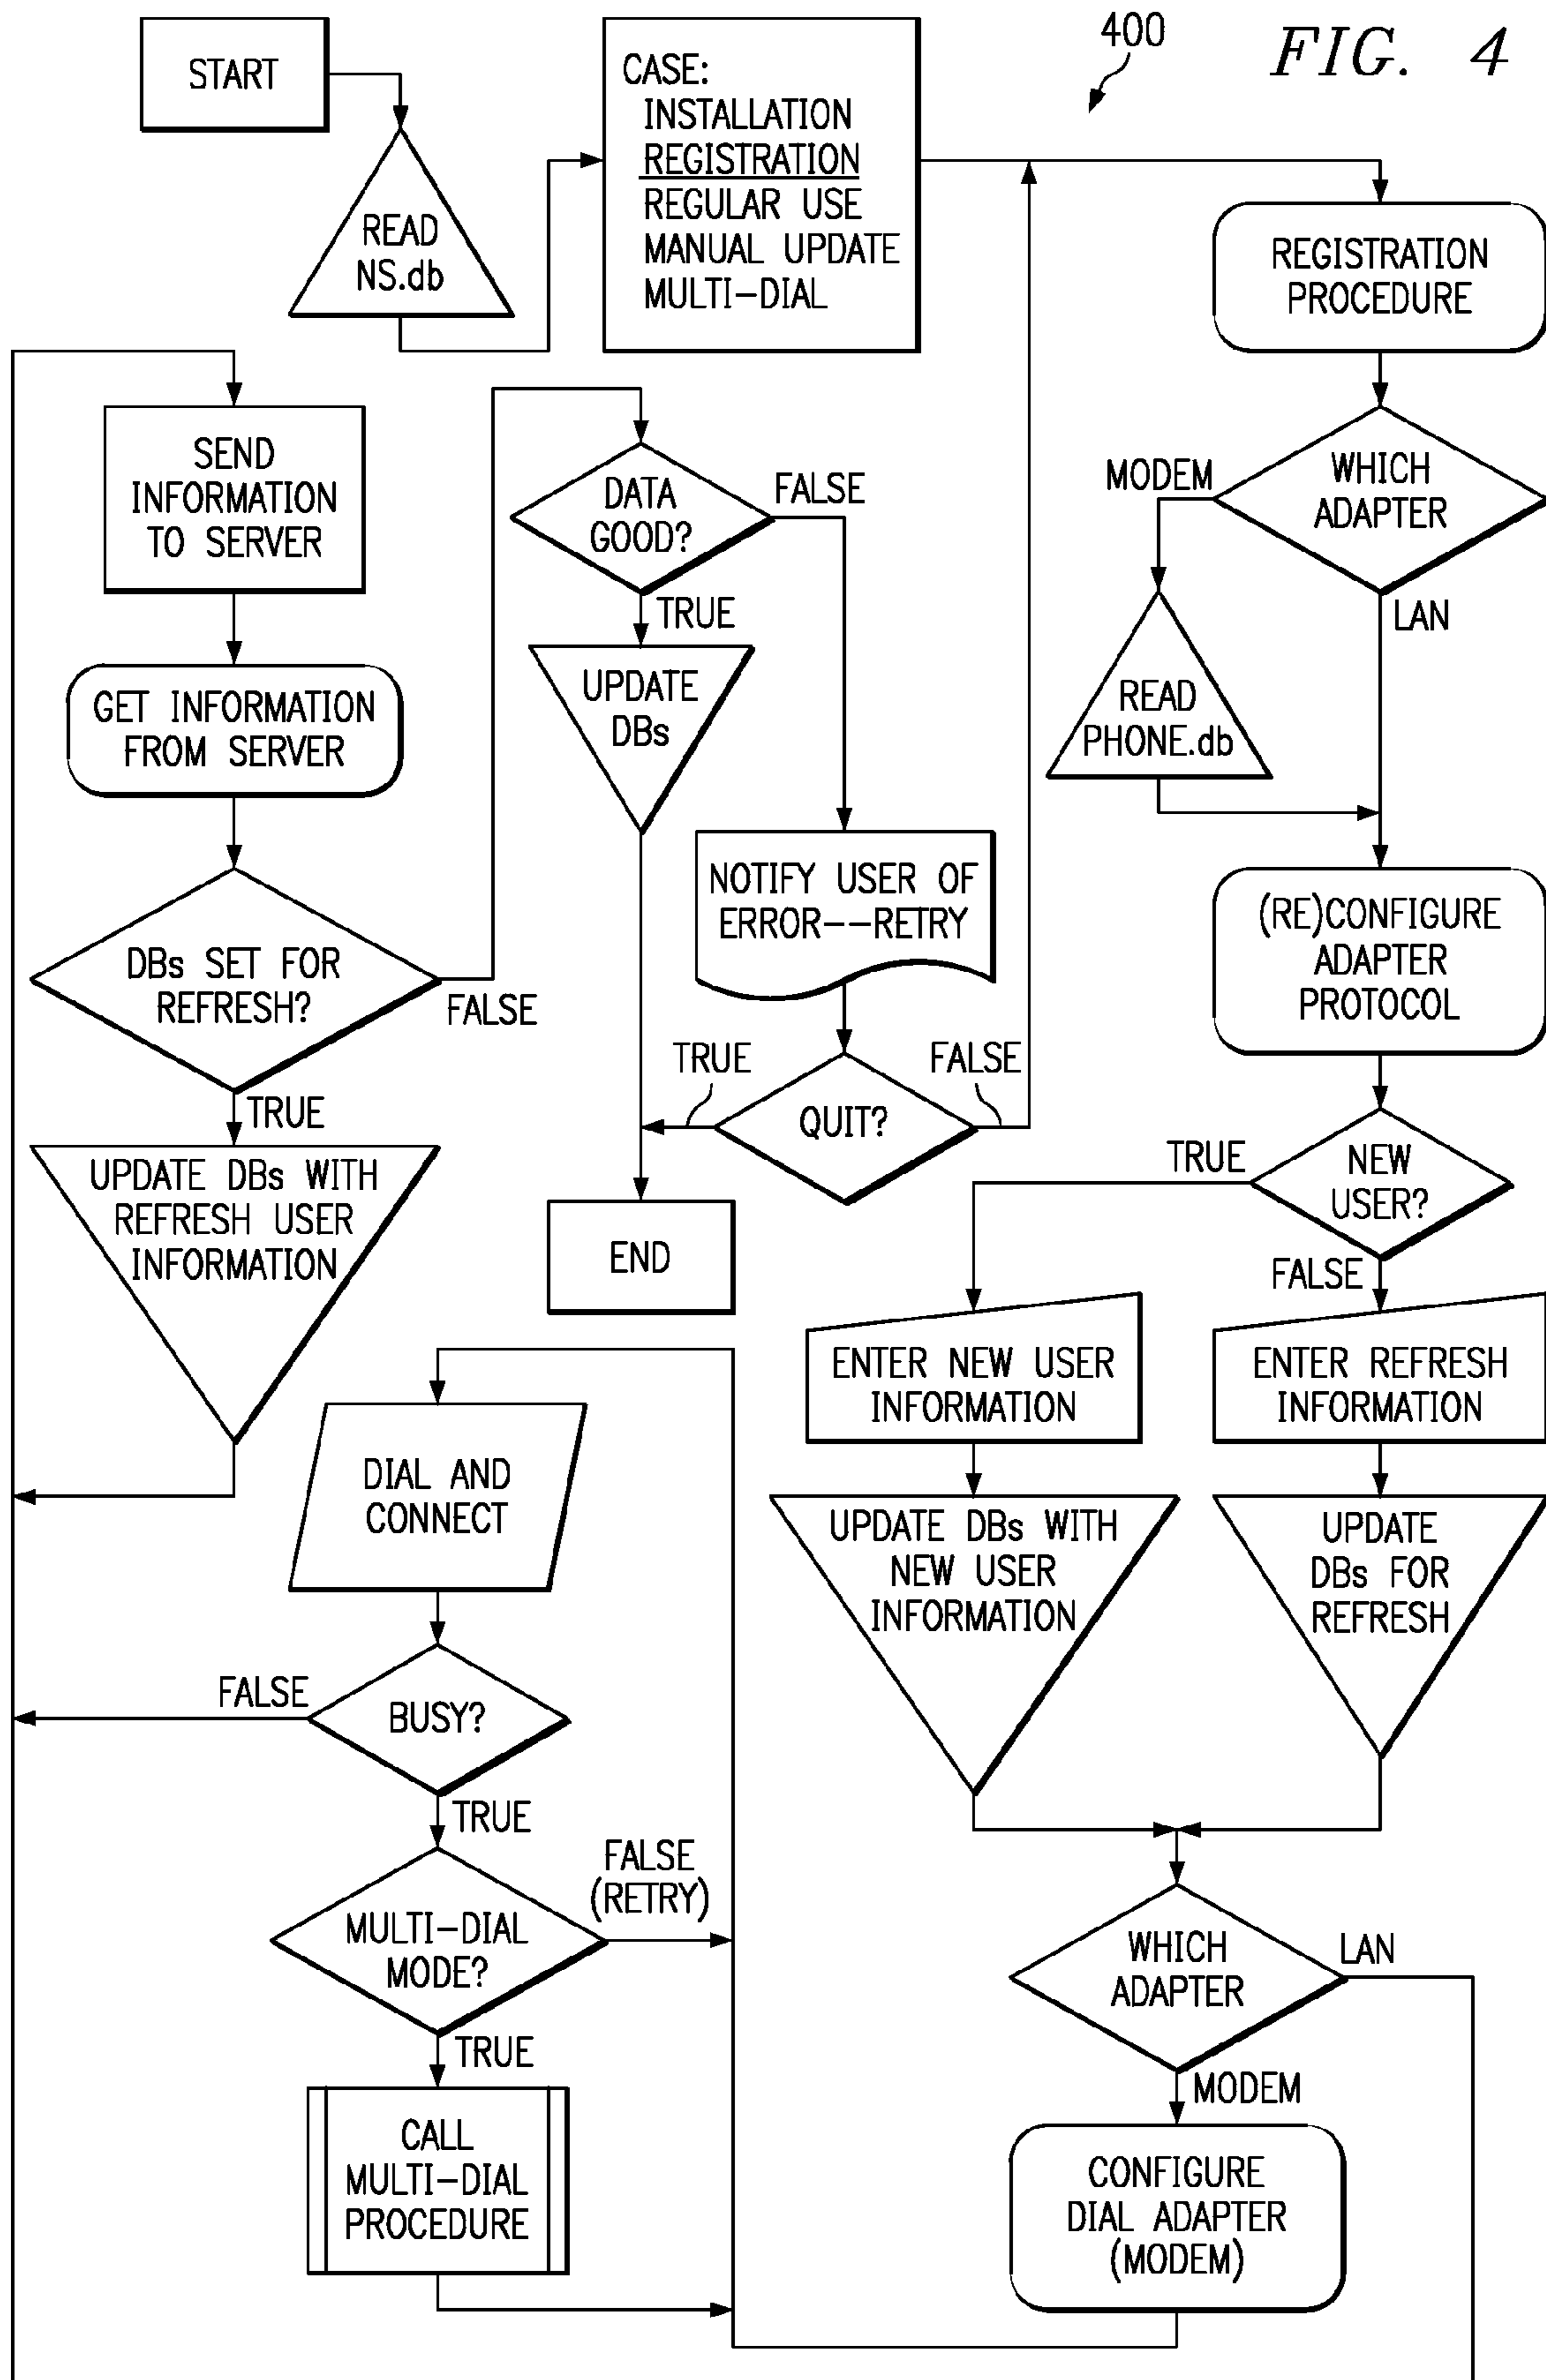 400
FIG. 4
START
READ
NS.db
CASE:
INSTALLATION
REGISTRATION
REGULAR USE
MANUAL UPDATE
MULTI-DIAL
REGISTRATION
PROCEDURE
WHICH
ADAPTER
MODEM
LAN
READ
PHONE.db
(RE)CONFIGURE
ADAPTER
PROTOCOL
NEW
USER?
TRUE
FALSE
ENTER NEW USER
INFORMATION
ENTER REFRESH
INFORMATION
UPDATE DBs WITH
NEW USER
INFORMATION
UPDATE
DBs FOR
REFRESH
WHICH
ADAPTER
LAN
MODEM
CONFIGURE
DIAL ADAPTER
(MODEM)
DIAL AND
CONNECT
BUSY?
FALSE
TRUE
MULTI-DIAL
MODE?
FALSE
(RETRY)
TRUE
CALL
MULTI-DIAL
PROCEDURE
SEND
INFORMATION
TO SERVER
GET INFORMATION
FROM SERVER
DBs SET FOR
REFRESH?
FALSE
TRUE
UPDATE DBs WITH
REFRESH USER
INFORMATION
DATA
GOOD?
FALSE
TRUE
UPDATE
DBs
NOTIFY USER OF
ERROR--RETRY
QUIT?
TRUE
FALSE
END